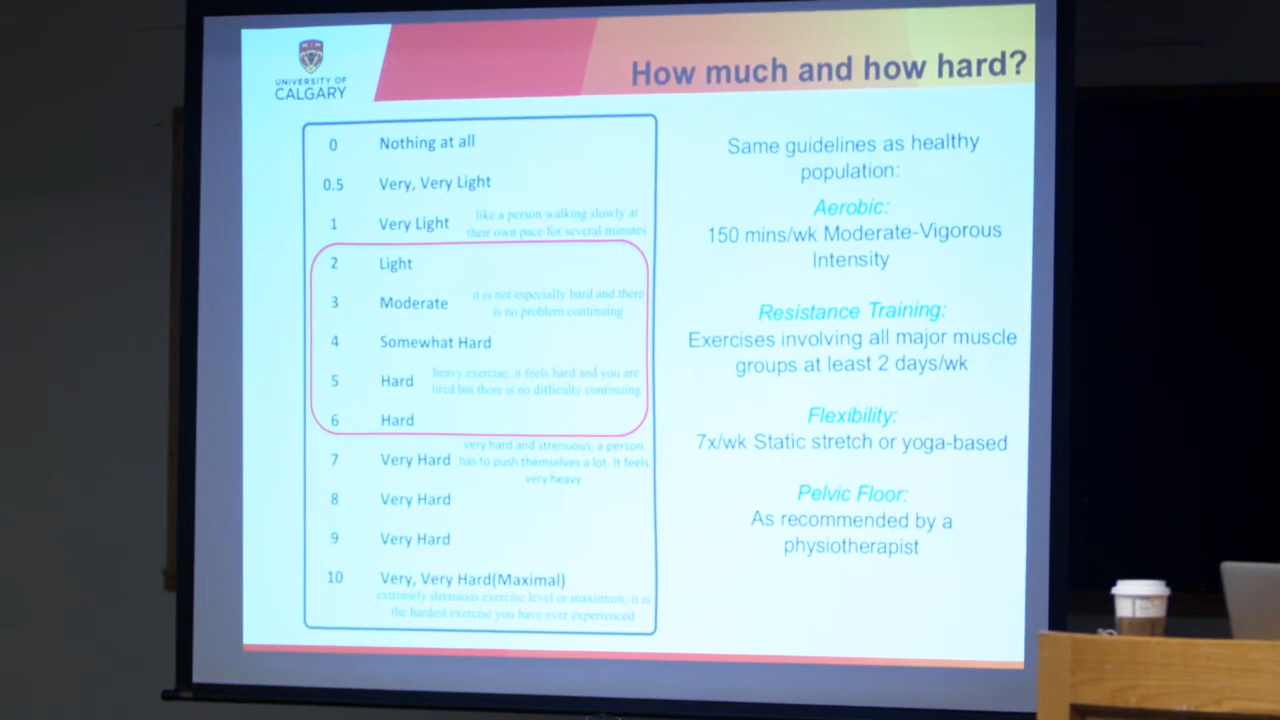 UNIVERSITY OF
CALGARY
How much and how hard?
0 Nothing at all
0.5 Very, Very Light
1 Very Light like a person walking slowly at
their own pace for several minutes
2 Light
3 Moderate it is not especially hard and there
is no problem continuing
4 Somewhat Hard
5 Hard heavy exercise, it feels hard and you are
tired but there is no difficulty continuing
6 Hard
7 Very Hard very hard and strenuous; a person
has to push themselves a lot. It feels
very heavy
8 Very Hard
9 Very Hard
10 Very, Very Hard(Maximal)
extremely strenuous exercise level or maximum; it is
the hardest exercise you have ever experienced
Same guidelines as healthy
population:
Aerobic:
150 mins/wk Moderate-Vigorous
Intensity
Resistance Training:
Exercises involving all major muscle
groups at least 2 days/wk
Flexibility:
7x/wk Static stretch or yoga-based
Pelvic Floor:
As recommended by a
physiotherapist